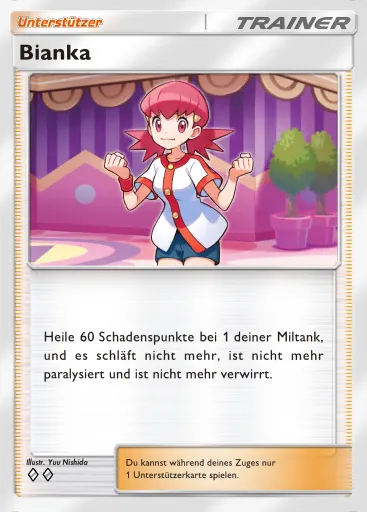 Unterstützer
TRAINER
Bianka
Heile 60 Schadenspunkte bei 1 deiner Miltank,
und es schläft nicht mehr, ist nicht mehr
paralysiert und ist nicht mehr verwirrt.
Illustr. Yuu Nishida
Du kannst während deines Zuges nur
1 Unterstützerkarte spielen.